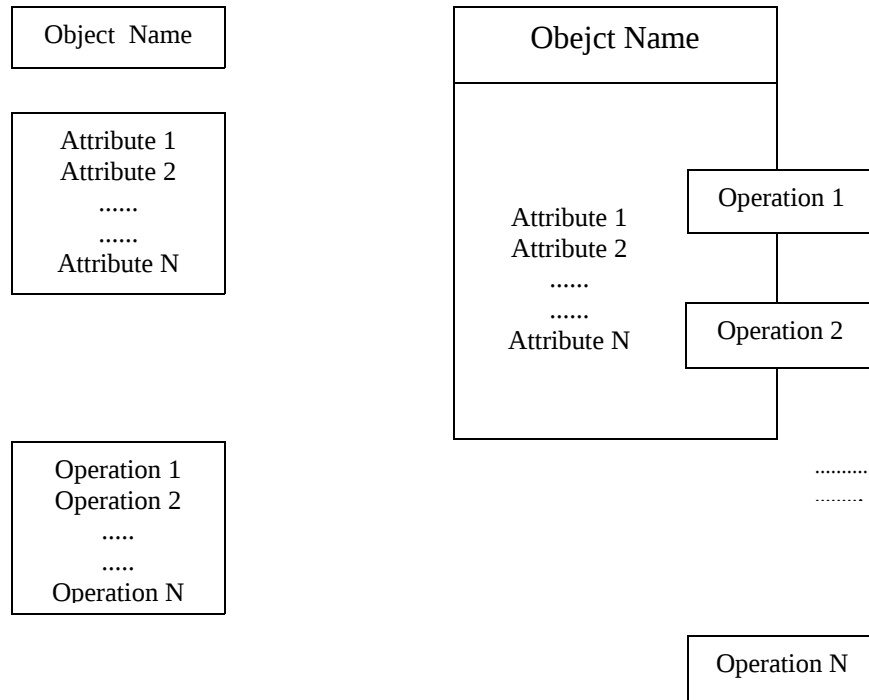 Object Name
Attribute 1
Attribute 2
......
......
Attribute N
Operation 1
Operation 2
.....
.....
Operation N
Obejct Name
Attribute 1
Attribute 2
......
......
Attribute N
Operation 1
Operation 2
..........
.........
Operation N